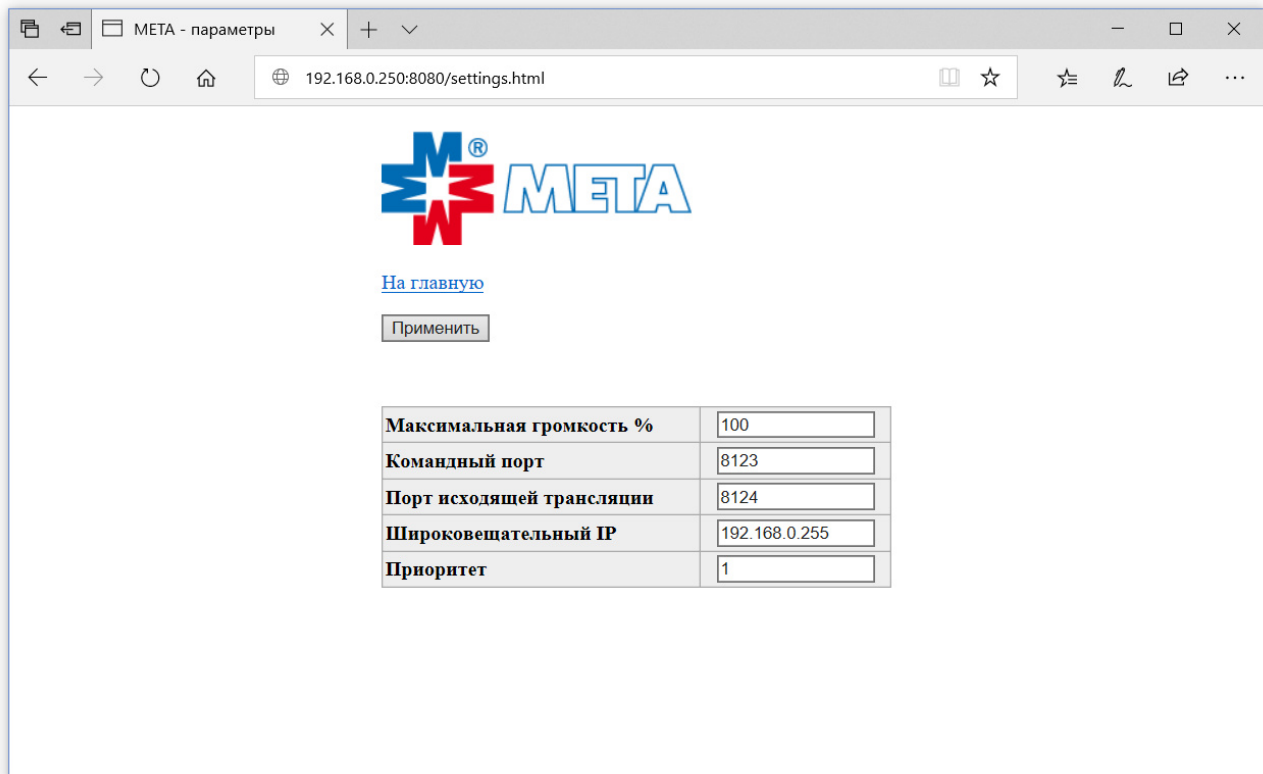 МЕТА - параметры
192.168.0.250:8080/settings.html
М ® МЕТА
На главную
Применить
Максимальная громкость % 100
Командный порт 8123
Порт исходящей трансляции 8124
Широковещательный IP 192.168.0.255
Приоритет 1